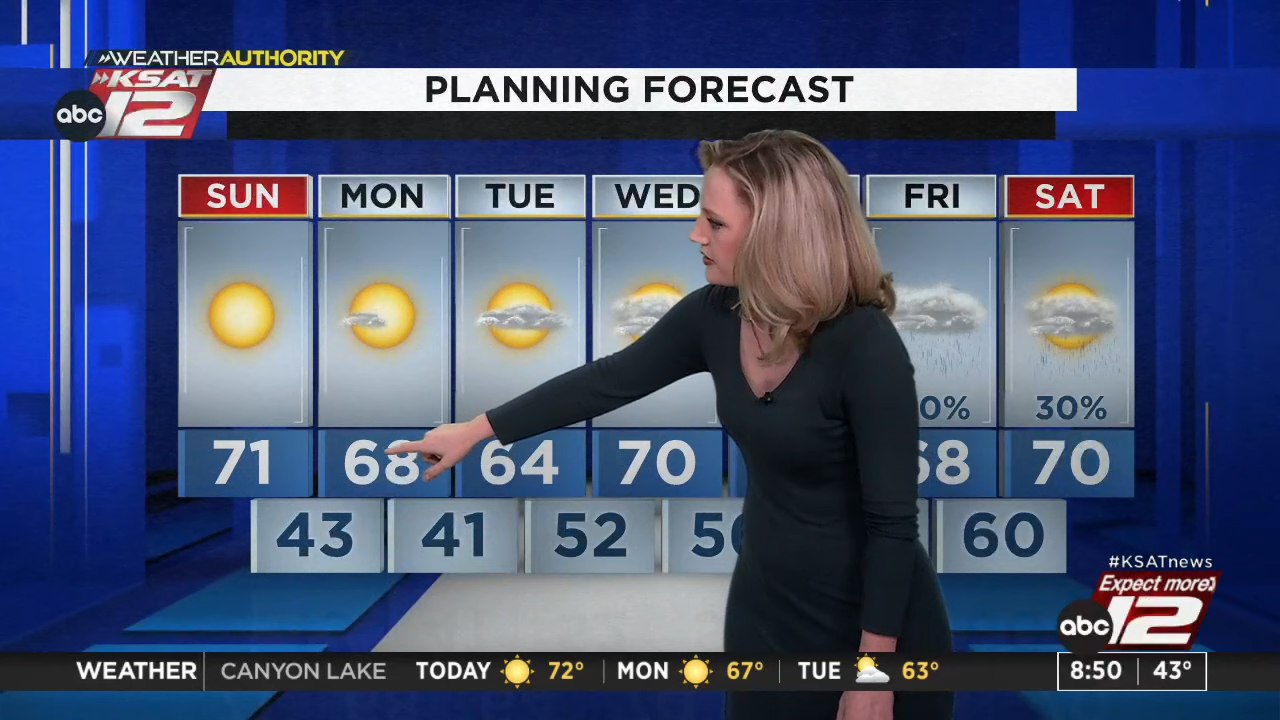 WEATHERAUTHORITY
KSAT
abc 12
PLANNING FORECAST
SUN MON TUE WED FRI SAT
0% 30%
71 68 64 70 68 70
43 41 52 60
#KSATnews
Expect more
abc 12
WEATHER CANYON LAKE TODAY 72° MON 67° TUE 63° 8:50 43°